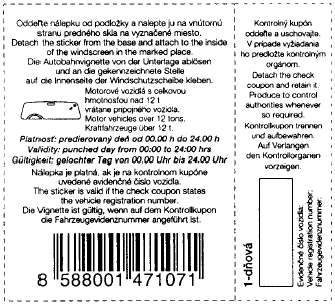 Oddeľte nálepku od podložky a nalepte ju na vnútornú
stranu predného skla na vyznačené miesto.
Detach the sticker from the base and attach to the inside
of the windscreen in the marked place.
Die Autobahnvignette von der Unterlage ablösen
und an die gekennzeichnete Stelle
auf die Innenseite der Windschutzscheibe kleben.
Motorové vozidlá s celkovou
hmotnosťou nad 12 t
vrátane prípojného vozidla.
Motor vehicles over 12 tons.
Kraftfahrzeuge über 12 t.
Platnosť: predierovaný deň od 00.00 h do 24.00 h
Validity: punched day from 00:00 to 24:00 hrs
Gültigkeit: gelochter Tag von 00.00 Uhr bis 24.00 Uhr
Nálepka je platná, ak je na kontrolnom kupóne
uvedené evidenčné číslo vozidla.
The sticker is valid if the check coupon states
the vehicle registration number.
Die Vignette ist gültig, wenn auf dem Kontrollkupon
die Fahrzeugevidenznummer angeführt ist.
8 588001 471071
Kontrolný kupón
oddeľte a uschovajte.
V prípade vyžiadania
ho predložte kontrolným
orgánom.
Detach the check
coupon and retain it.
Produce to control
authorities whenever
so required.
Kontrollkupon trennen
und aufbewahren.
Auf Verlangen
den Kontrollorganen
vorzeigen.
1-dňová
Evidenčné číslo vozidla:
Vehicle registration number:
Fahrzeugevidenznummer: